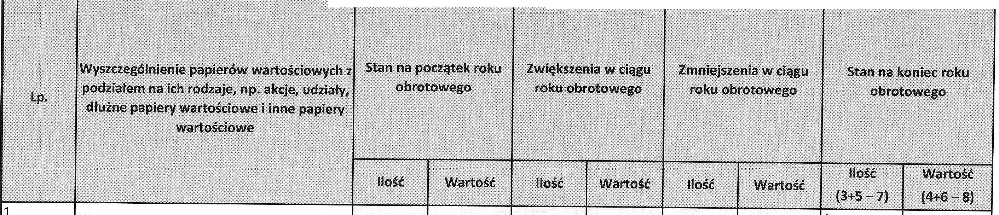 Lp.
Wyszczególnienie papierów wartościowych z
podziałem na ich rodzaje, np. akcje, udziały,
dłużne papiery wartościowe i inne papiery
wartościowe
Stan na początek roku
obrotowego
Zwiększenia w ciągu
roku obrotowego
Zmniejszenia w ciągu
roku obrotowego
Stan na koniec roku
obrotowego
Ilość
Wartość
Ilość
Wartość
Ilość
Wartość
Ilość
(3+5 – 7)
Wartość
(4+6 – 8)
1